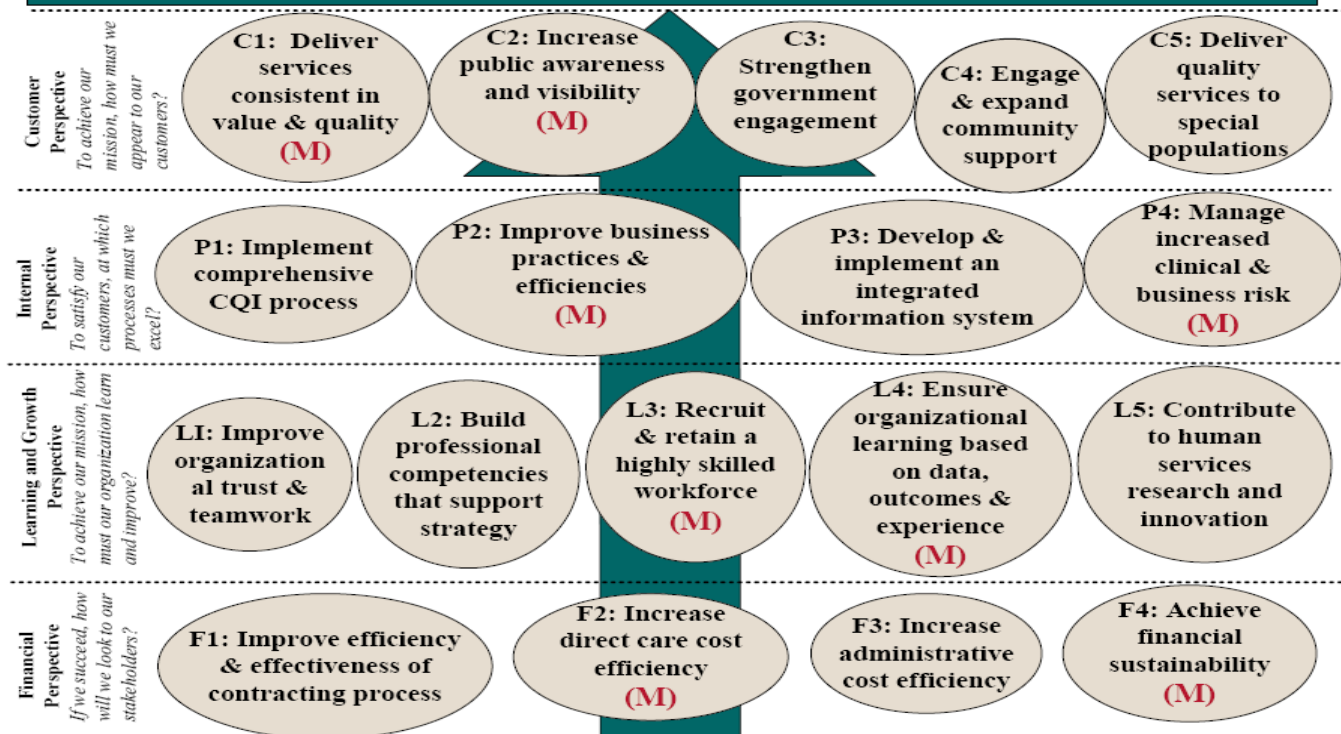 Customer
Perspective
To achieve our
mission, how must we
appear to our
customers?
C1: Deliver
services
consistent in
value & quality
(M)
C2: Increase
public awareness
and visibility
(M)
C3:
Strengthen
government
engagement
C4: Engage
& expand
community
support
C5: Deliver
quality
services to
special
populations
Internal
Perspective
To satisfy our
customers, at which
processes must we
excel?
P1: Implement
comprehensive
CQI process
P2: Improve business
practices &
efficiencies
(M)
P3: Develop &
implement an
integrated
information system
P4: Manage
increased
clinical &
business risk
(M)
Learning and Growth
Perspective
To achieve our mission, how
must our organization learn
and improve?
LI: Improve
organization
al trust &
teamwork
L2: Build
professional
competencies
that support
strategy
L3: Recruit
& retain a
highly skilled
workforce
(M)
L4: Ensure
organizational
learning based
on data,
outcomes &
experience
(M)
L5: Contribute
to human
services
research and
innovation
Financial
Perspective
If we succeed, how
will we look to our
stakeholders?
F1: Improve efficiency
& effectiveness of
contracting process
F2: Increase
direct care cost
efficiency
(M)
F3: Increase
administrative
cost efficiency
F4: Achieve
financial
sustainability
(M)